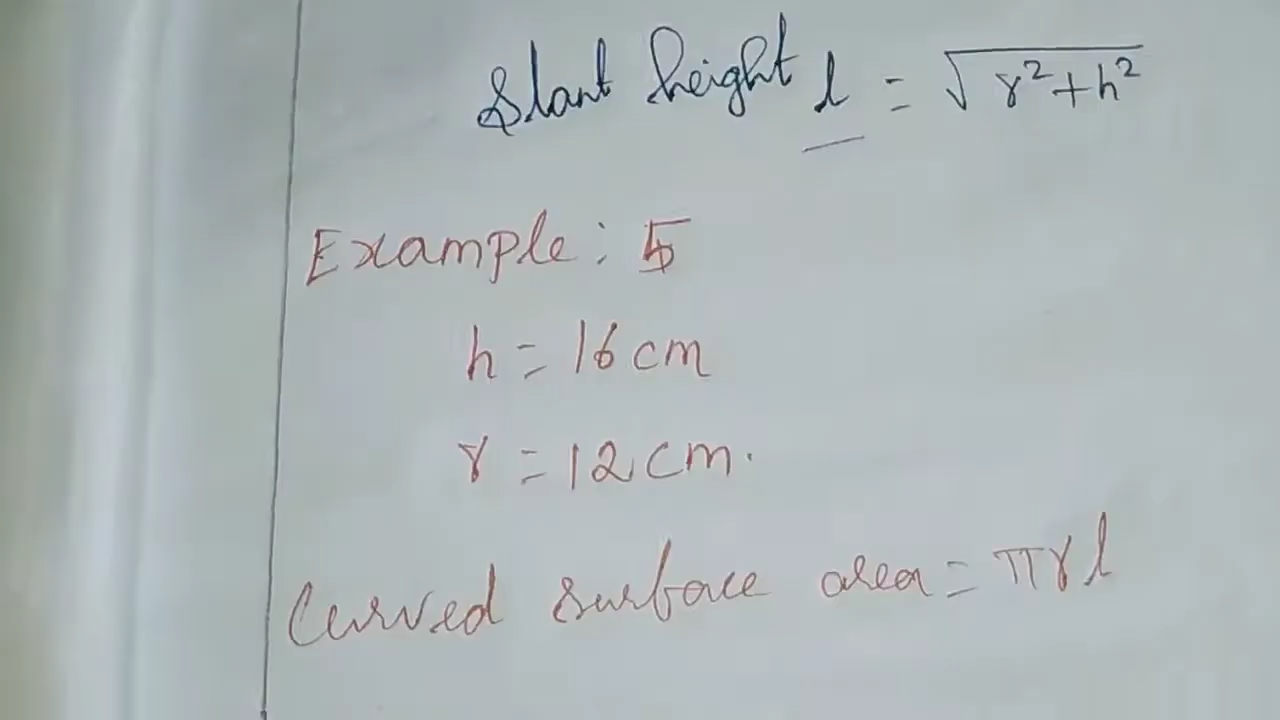 Slant height l = √r²+h²
Example: 5
h = 16 cm
r = 12 cm.
Curved surface area = πrl